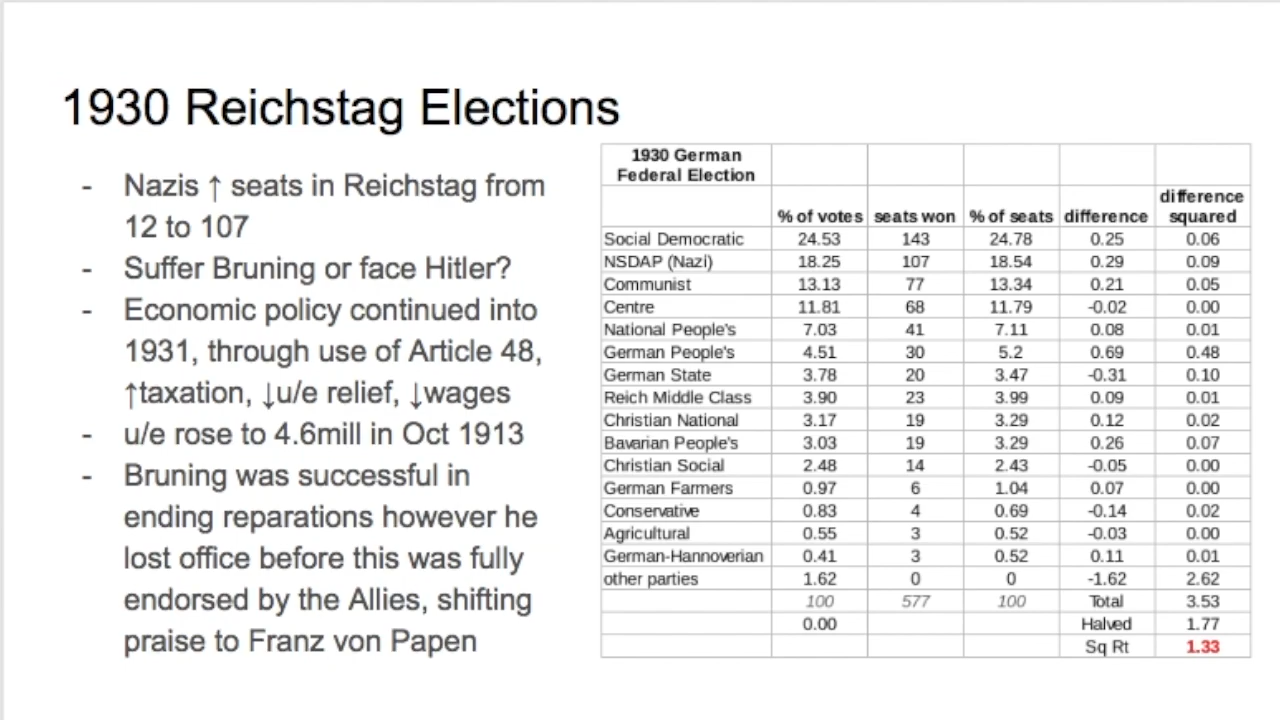 1930 Reichstag Elections
- Nazis ↑ seats in Reichstag from
12 to 107
- Suffer Bruning or face Hitler?
- Economic policy continued into
1931, through use of Article 48,
↑taxation, ↓u/e relief, ↓wages
- u/e rose to 4.6mill in Oct 1913
- Bruning was successful in
ending reparations however he
lost office before this was fully
endorsed by the Allies, shifting
praise to Franz von Papen
1930 German
Federal Election
% of votes seats won % of seats difference difference squared
Social Democratic 24.53 143 24.78 0.25 0.06
NSDAP (Nazi) 18.25 107 18.54 0.29 0.09
Communist 13.13 77 13.34 0.21 0.05
Centre 11.81 68 11.79 -0.02 0.00
National People's 7.03 41 7.11 0.08 0.01
German People's 4.51 30 5.2 0.69 0.48
German State 3.78 20 3.47 -0.31 0.10
Reich Middle Class 3.90 23 3.99 0.09 0.01
Christian National 3.17 19 3.29 0.12 0.02
Bavarian People's 3.03 19 3.29 0.26 0.07
Christian Social 2.48 14 2.43 -0.05 0.00
German Farmers 0.97 6 1.04 0.07 0.00
Conservative 0.83 4 0.69 -0.14 0.02
Agricultural 0.55 3 0.52 -0.03 0.00
German-Hannoverian 0.41 3 0.52 0.11 0.01
other parties 1.62 0 0 -1.62 2.62
100 577 100 Total 3.53
0.00 Halved 1.77
Sq Rt 1.33